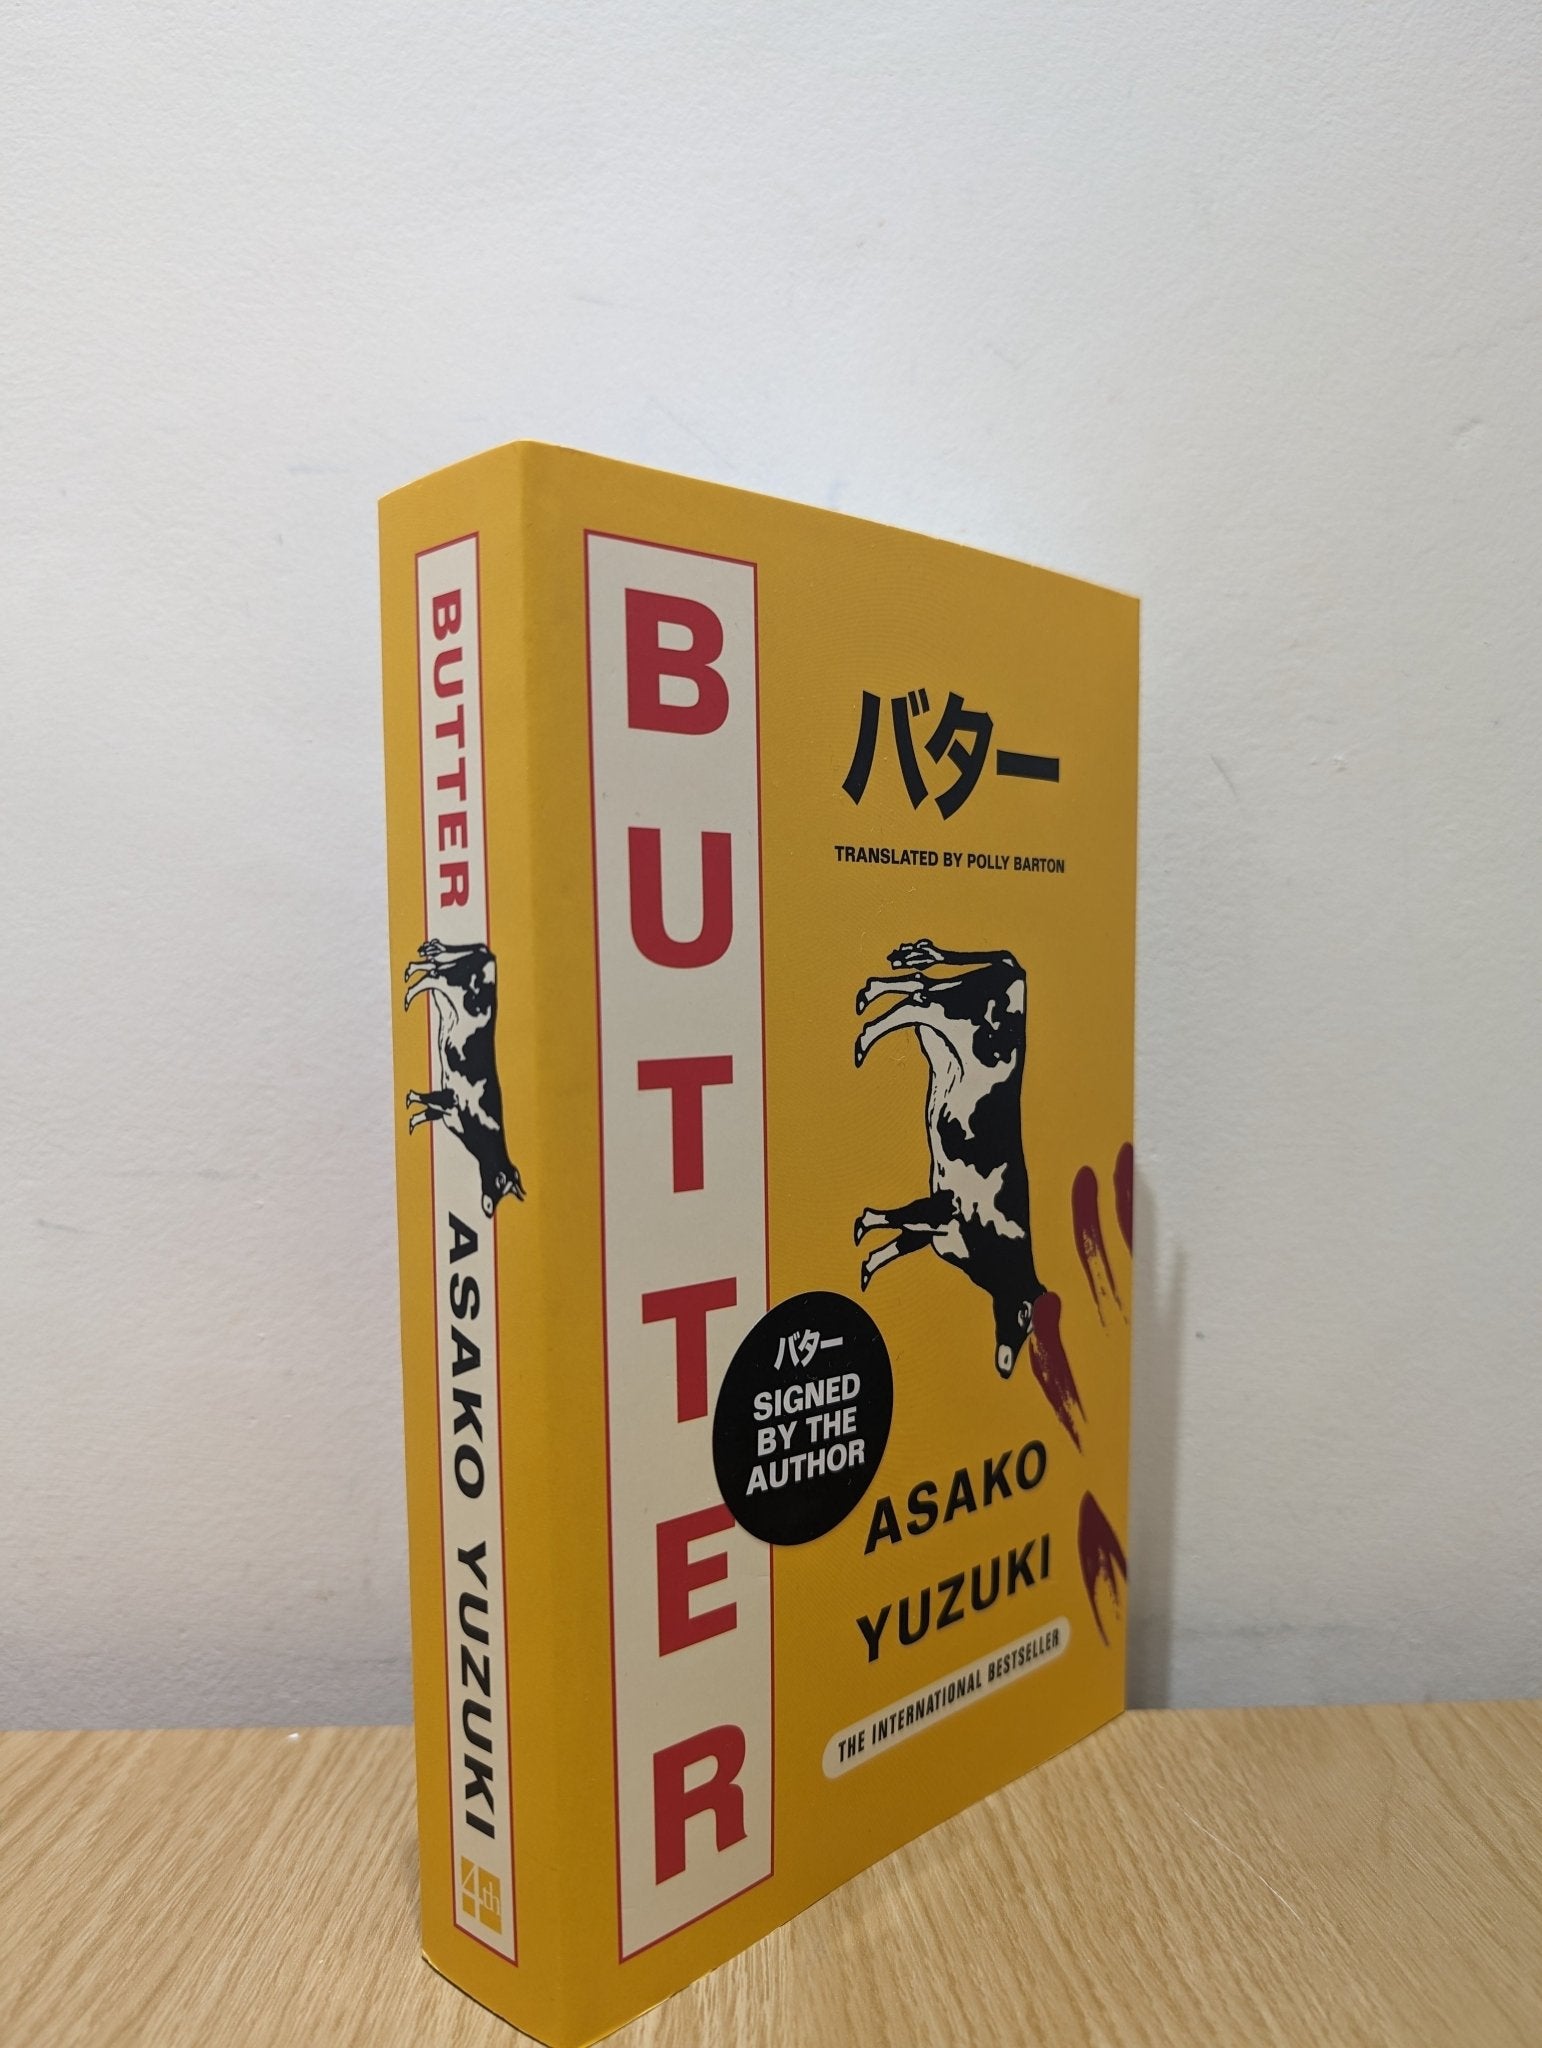 BUTTER
ASAKO YUZUKI
4th
BUTTER
バター
TRANSLATED BY POLLY BARTON
バター
SIGNED
BY THE
AUTHOR
ASAKO
YUZUKI
THE INTERNATIONAL BESTSELLER